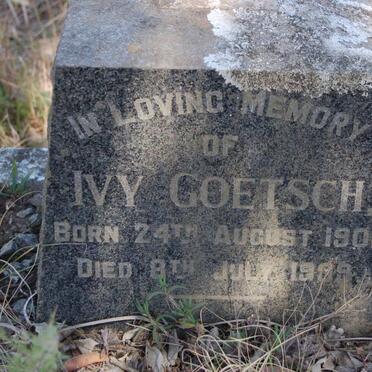 IN LOVING MEMORY
OF
IVY GOETSCH.
BORN 24TH AUGUST
DIED 8TH JULY